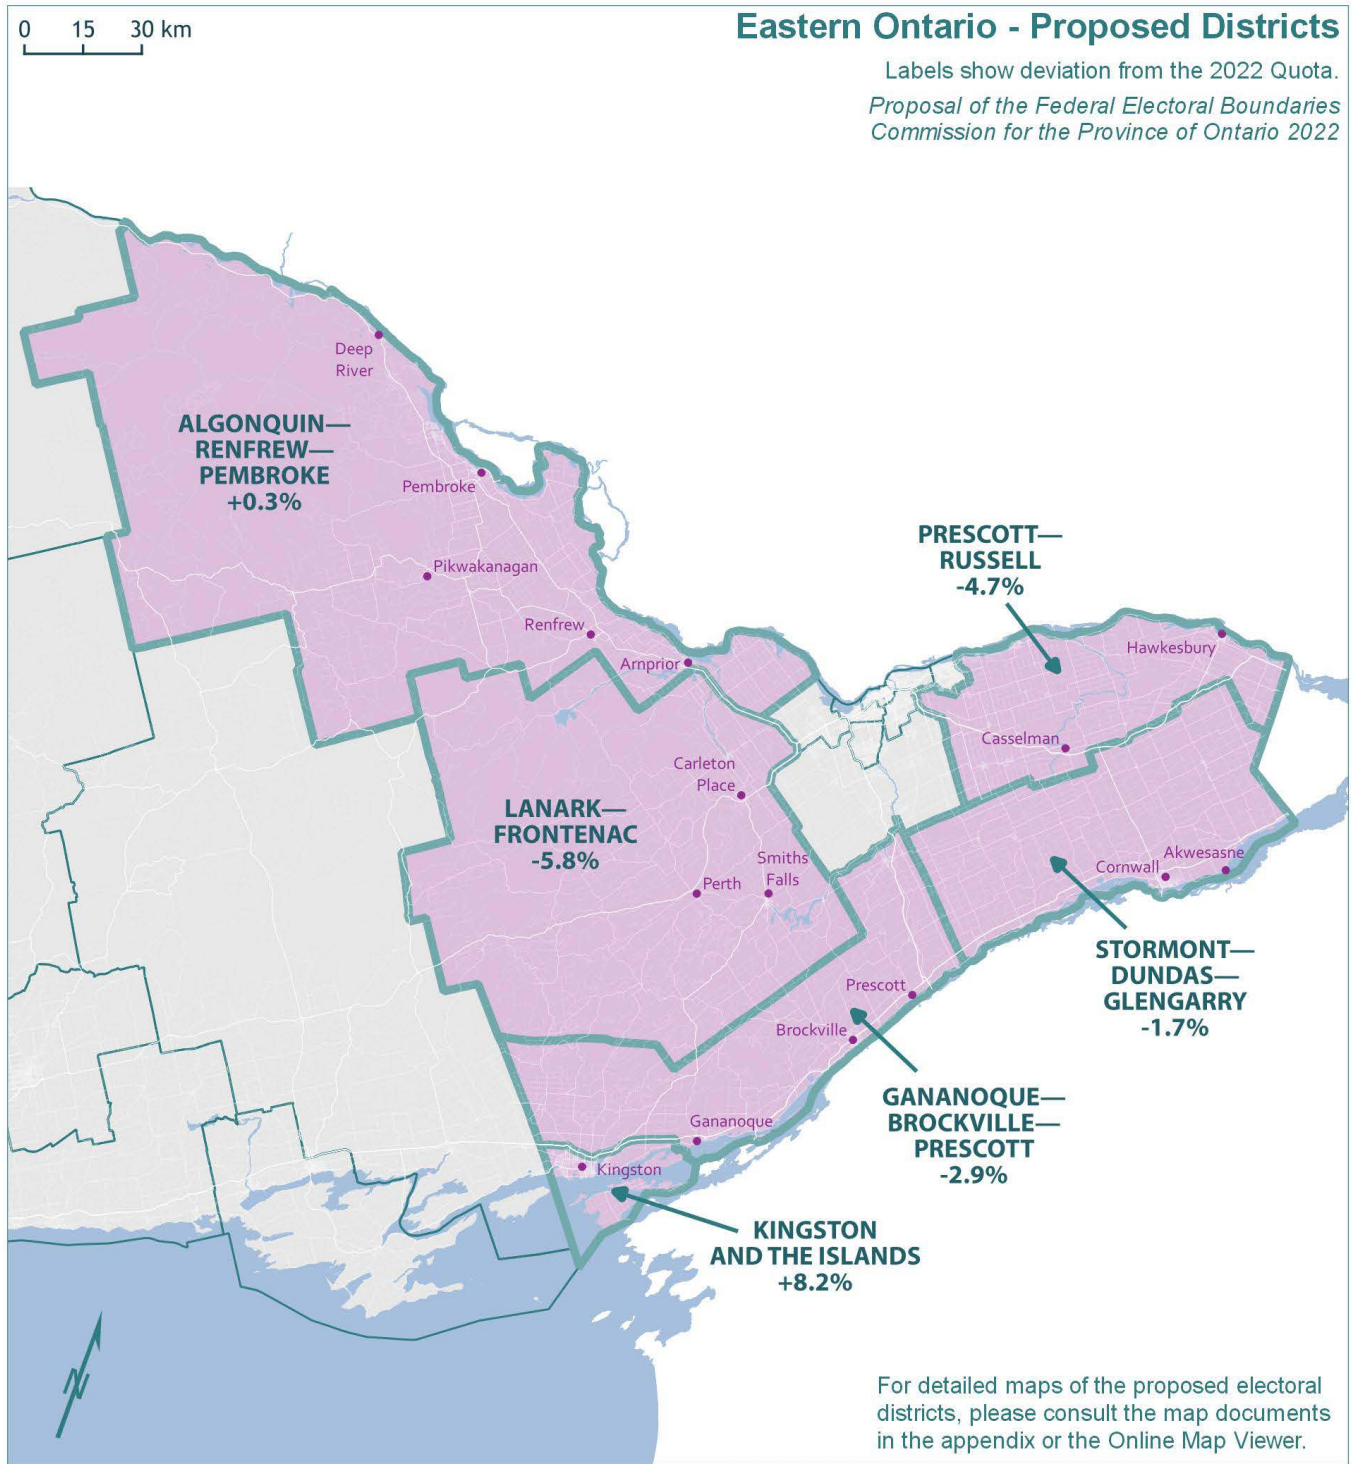 0 15 30 km
Eastern Ontario - Proposed Districts
Labels show deviation from the 2022 Quota.
Proposal of the Federal Electoral Boundaries
Commission for the Province of Ontario 2022
Deep
River
ALGONQUIN—
RENFREW—
PEMBROKE
+0.3%
Pembroke
Pikwakanagan
Renfrew
Arnprior
PRESCOTT—
RUSSELL
-4.7%
Hawkesbury
Casselman
Carleton
Place
LANARK—
FRONTENAC
-5.8%
Smiths
Falls
Perth
Cornwall
Akwesasne
STORMONT—
DUNDAS—
GLENGARRY
-1.7%
Prescott
Brockville
GANANOQUE—
BROCKVILLE—
PRESCOTT
-2.9%
Gananoque
Kingston
KINGSTON
AND THE ISLANDS
+8.2%
N
For detailed maps of the proposed electoral
districts, please consult the map documents
in the appendix or the Online Map Viewer.